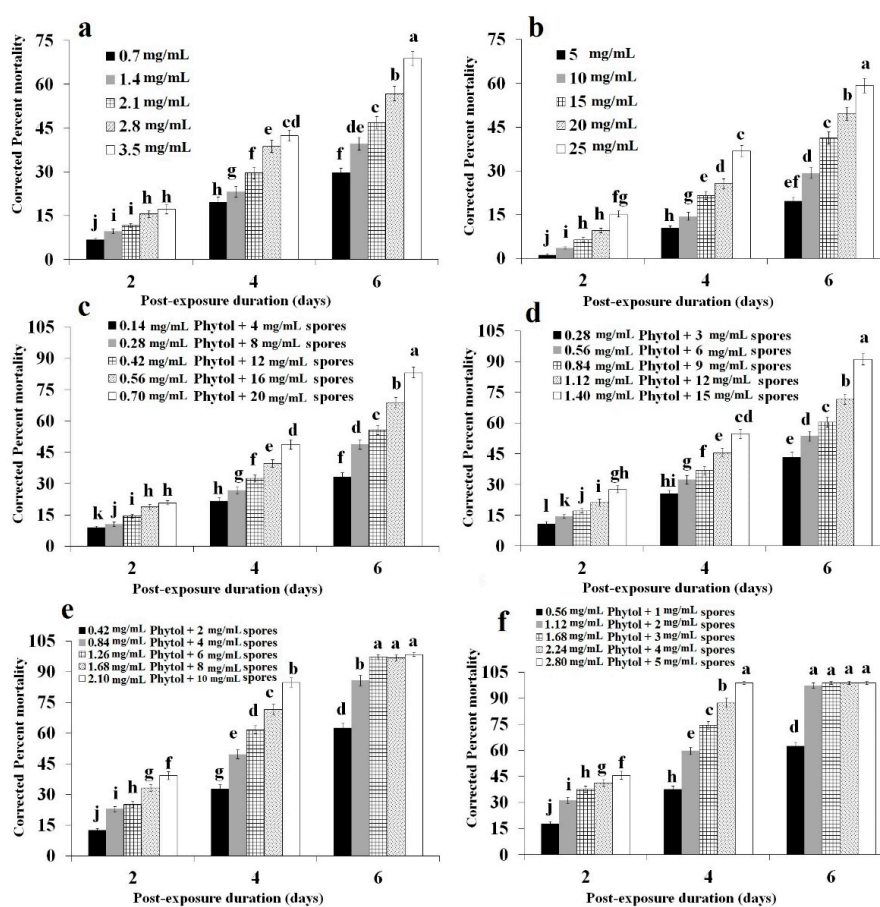 a
Corrected Percent mortality
75
60
45
30
15
0
0.7 mg/mL
1.4 mg/mL
2.1 mg/mL
2.8 mg/mL
3.5 mg/mL
j i i h h
h g f e cd
f de c b a
2 4 6
Post-exposure duration (days)
b
Corrected Percent mortality
75
60
45
30
15
0
5 mg/mL
10 mg/mL
15 mg/mL
20 mg/mL
25 mg/mL
j i h h fg
h g e d c
ef d c b a
2 4 6
Post-exposure duration (days)
c
Corrected Percent mortality
105
90
75
60
45
30
15
0
0.14 mg/mL Phytol + 4 mg/mL spores
0.28 mg/mL Phytol + 8 mg/mL spores
0.42 mg/mL Phytol + 12 mg/mL spores
0.56 mg/mL Phytol + 16 mg/mL spores
0.70 mg/mL Phytol + 20 mg/mL spores
k j i h h
h g f e d
f d c b a
2 4 6
Post-exposure duration (days)
d
Corrected Percent mortality
105
90
75
60
45
30
15
0
0.28 mg/mL Phytol + 3 mg/mL spores
0.56 mg/mL Phytol + 6 mg/mL spores
0.84 mg/mL Phytol + 9 mg/mL spores
1.12 mg/mL Phytol + 12 mg/mL spores
1.40 mg/mL Phytol + 15 mg/mL spores
l k j i gh
hi g f e cd
e d c b a
2 4 6
Post-exposure duration (days)
e
Corrected Percent mortality
105
90
75
60
45
30
15
0
0.42 mg/mL Phytol + 2 mg/mL spores
0.84 mg/mL Phytol + 4 mg/mL spores
1.26 mg/mL Phytol + 6 mg/mL spores
1.68 mg/mL Phytol + 8 mg/mL spores
2.10 mg/mL Phytol + 10 mg/mL spores
j i h g f
g e d c b
d b a a a
2 4 6
Post-exposure duration (days)
f
Corrected Percent mortality
105
90
75
60
45
30
15
0
0.56 mg/mL Phytol + 1 mg/mL spores
1.12 mg/mL Phytol + 2 mg/mL spores
1.68 mg/mL Phytol + 3 mg/mL spores
2.24 mg/mL Phytol + 4 mg/mL spores
2.80 mg/mL Phytol + 5 mg/mL spores
j i h g f
h e c b a
d a a a a
2 4 6
Post-exposure duration (days)